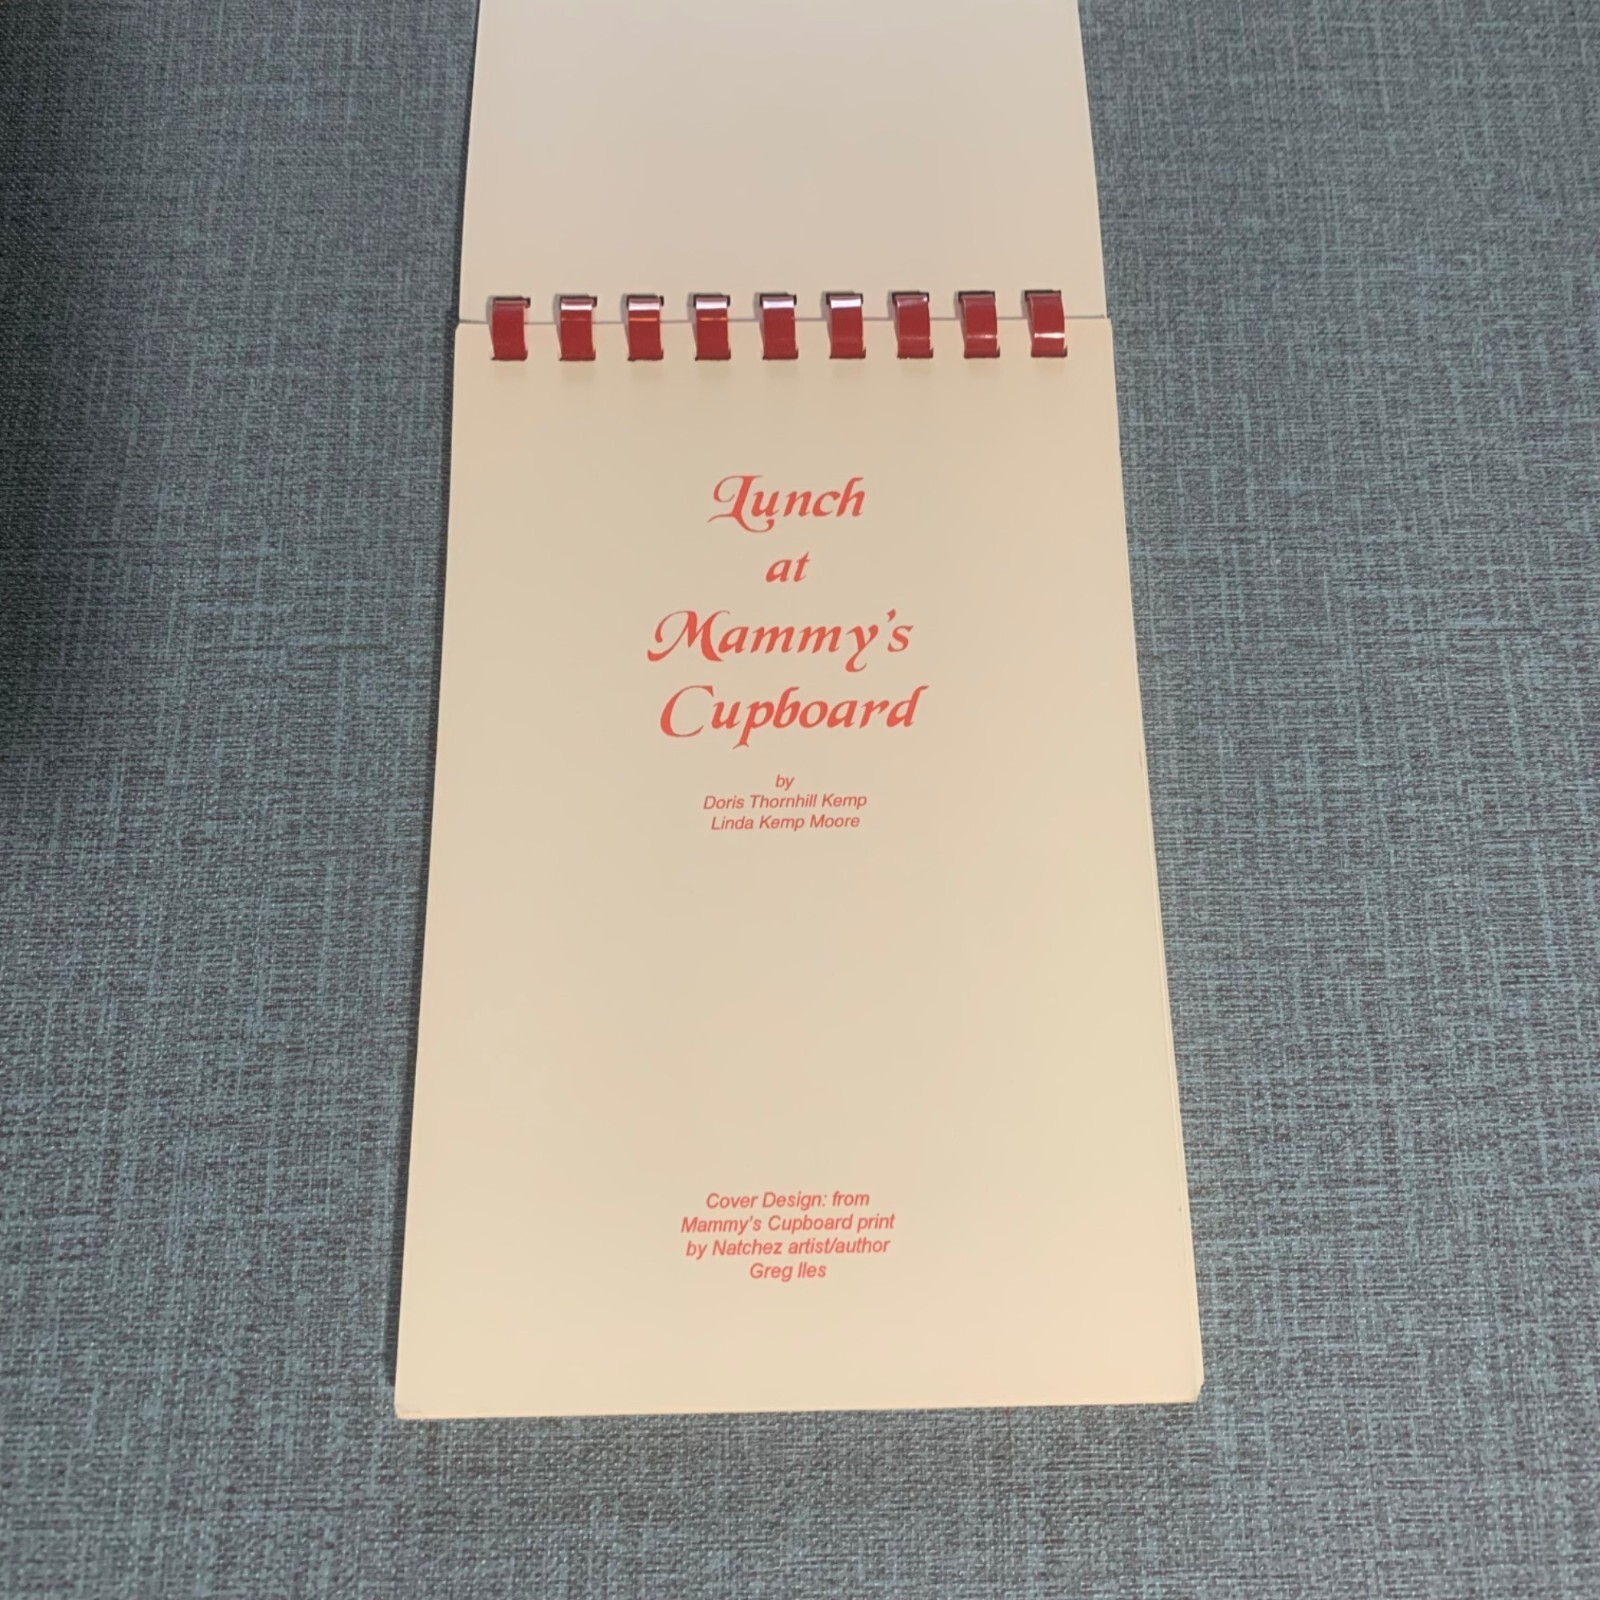 Lunch
at
Mammy's
Cupboard
by
Doris Thornhill Kemp
Linda Kemp Moore
Cover Design: from
Mammy's Cupboard print
by Natchez artist/author
Greg Iles